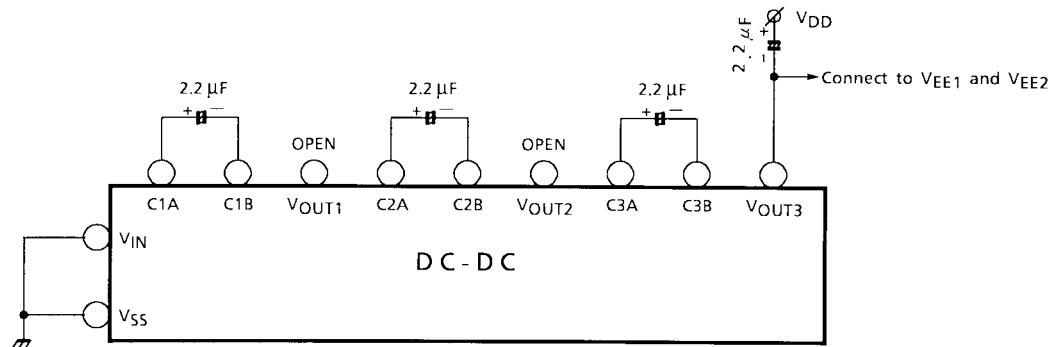 VDD
2.2 μF
+
-
Connect to VEE1 and VEE2
2.2 μF
+ −
2.2 μF
+ −
2.2 μF
+ −
OPEN
OPEN
C1A C1B VOUT1 C2A C2B VOUT2 C3A C3B VOUT3
VIN
DC-DC
VSS